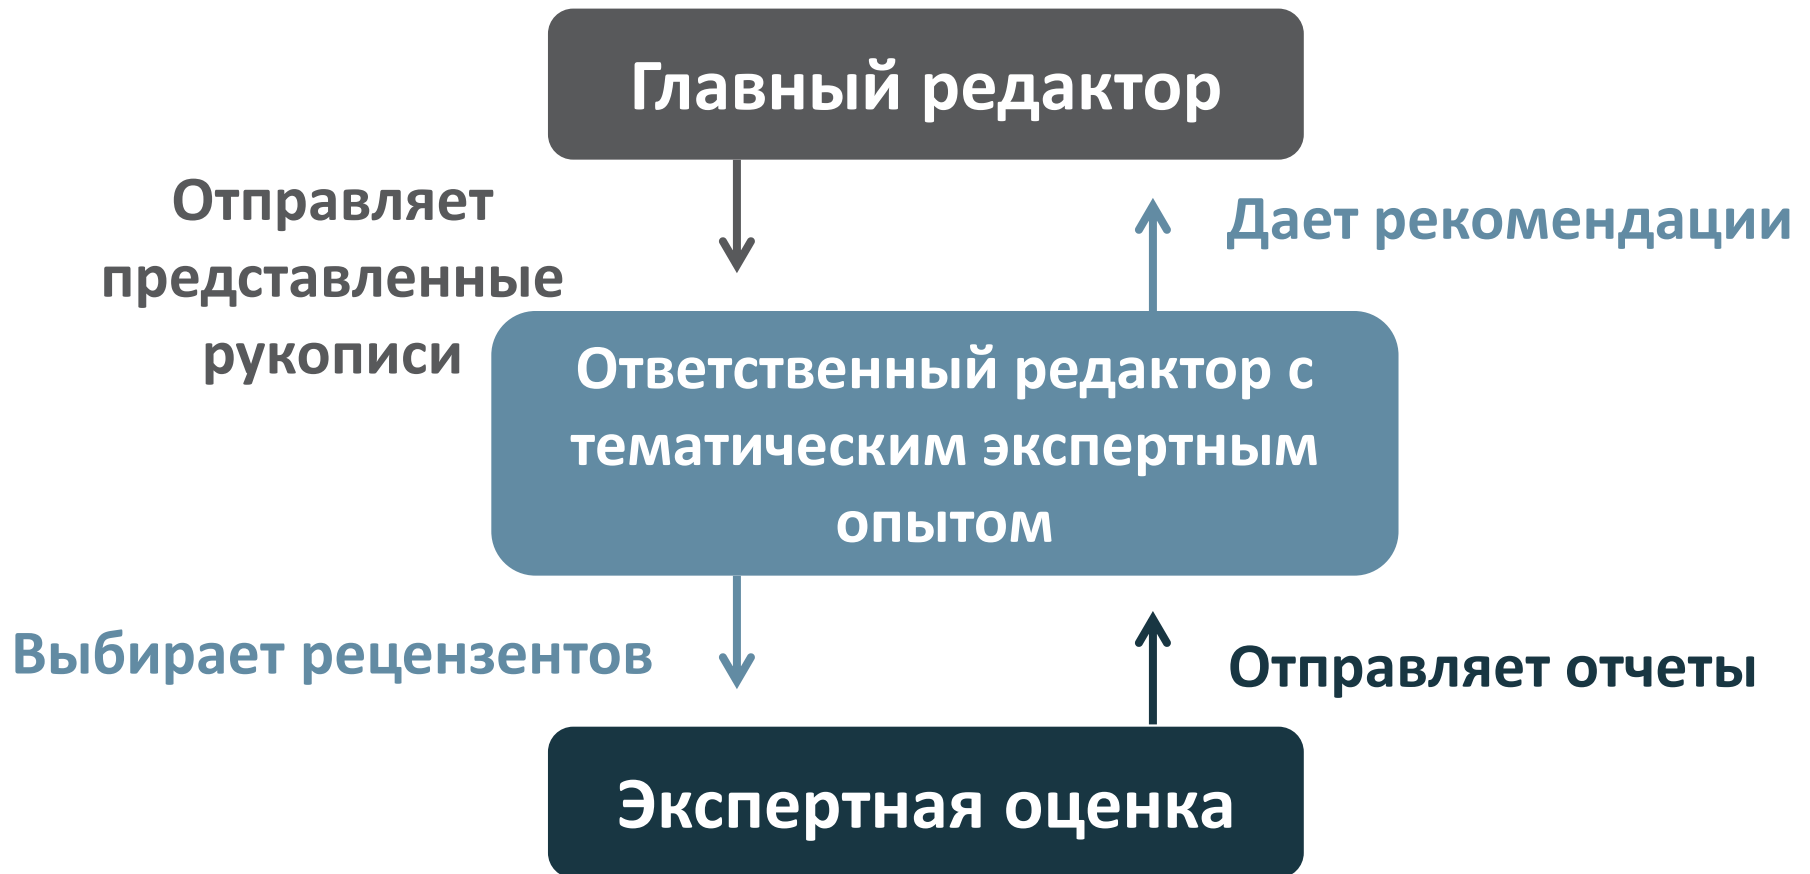 Главный редактор
Отправляет
представленные
рукописи
Дает рекомендации
Ответственный редактор с
тематическим экспертным
опытом
Выбирает рецензентов
Отправляет отчеты
Экспертная оценка